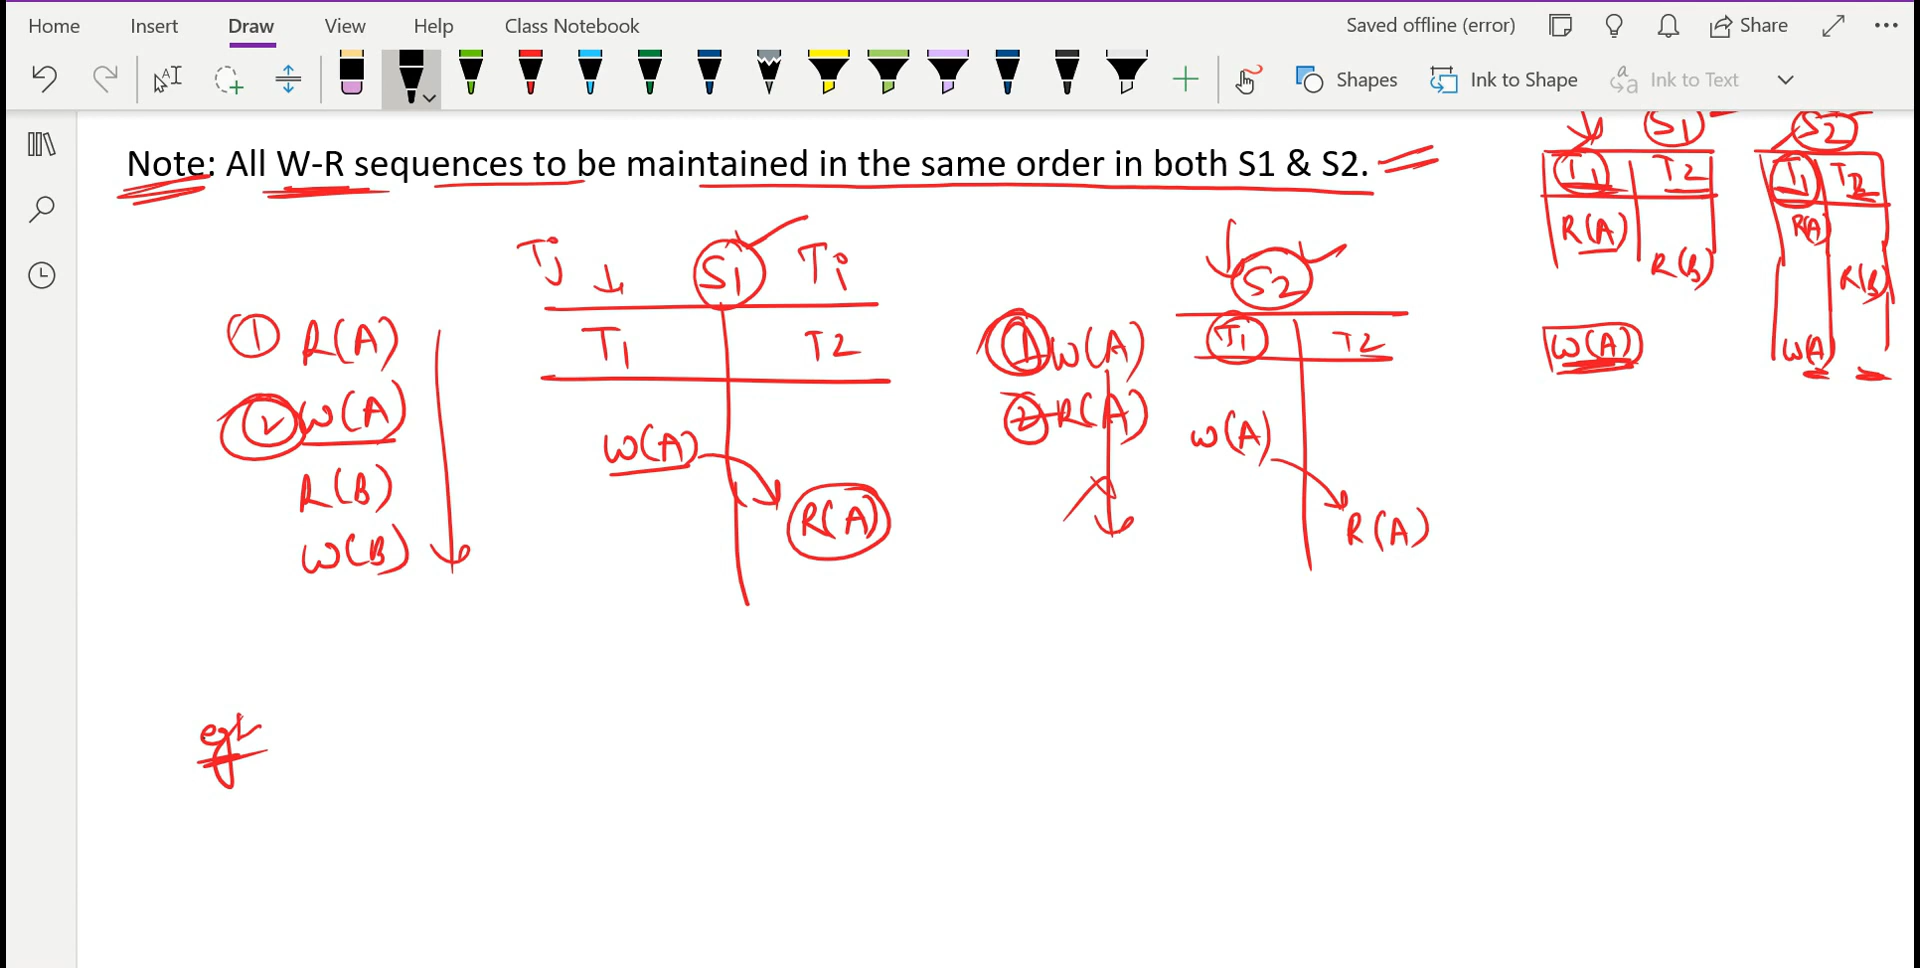 Home Insert Draw View Help Class Notebook Saved offline (error) Share
Shapes Ink to Shape Ink to Text
Note: All W-R sequences to be maintained in the same order in both S1 & S2.
Tj S1 Ti
T1 T2
W(A)
R(A)
1 R(A)
2 W(A)
R(B)
W(B)
S2
T1 T2
W(A)
R(A)
1 W(A)
2 R(A)
S1
T1 T2
R(A)
R(B)
W(A)
S2
T1 T2
R(A)
R(B)
W(A)